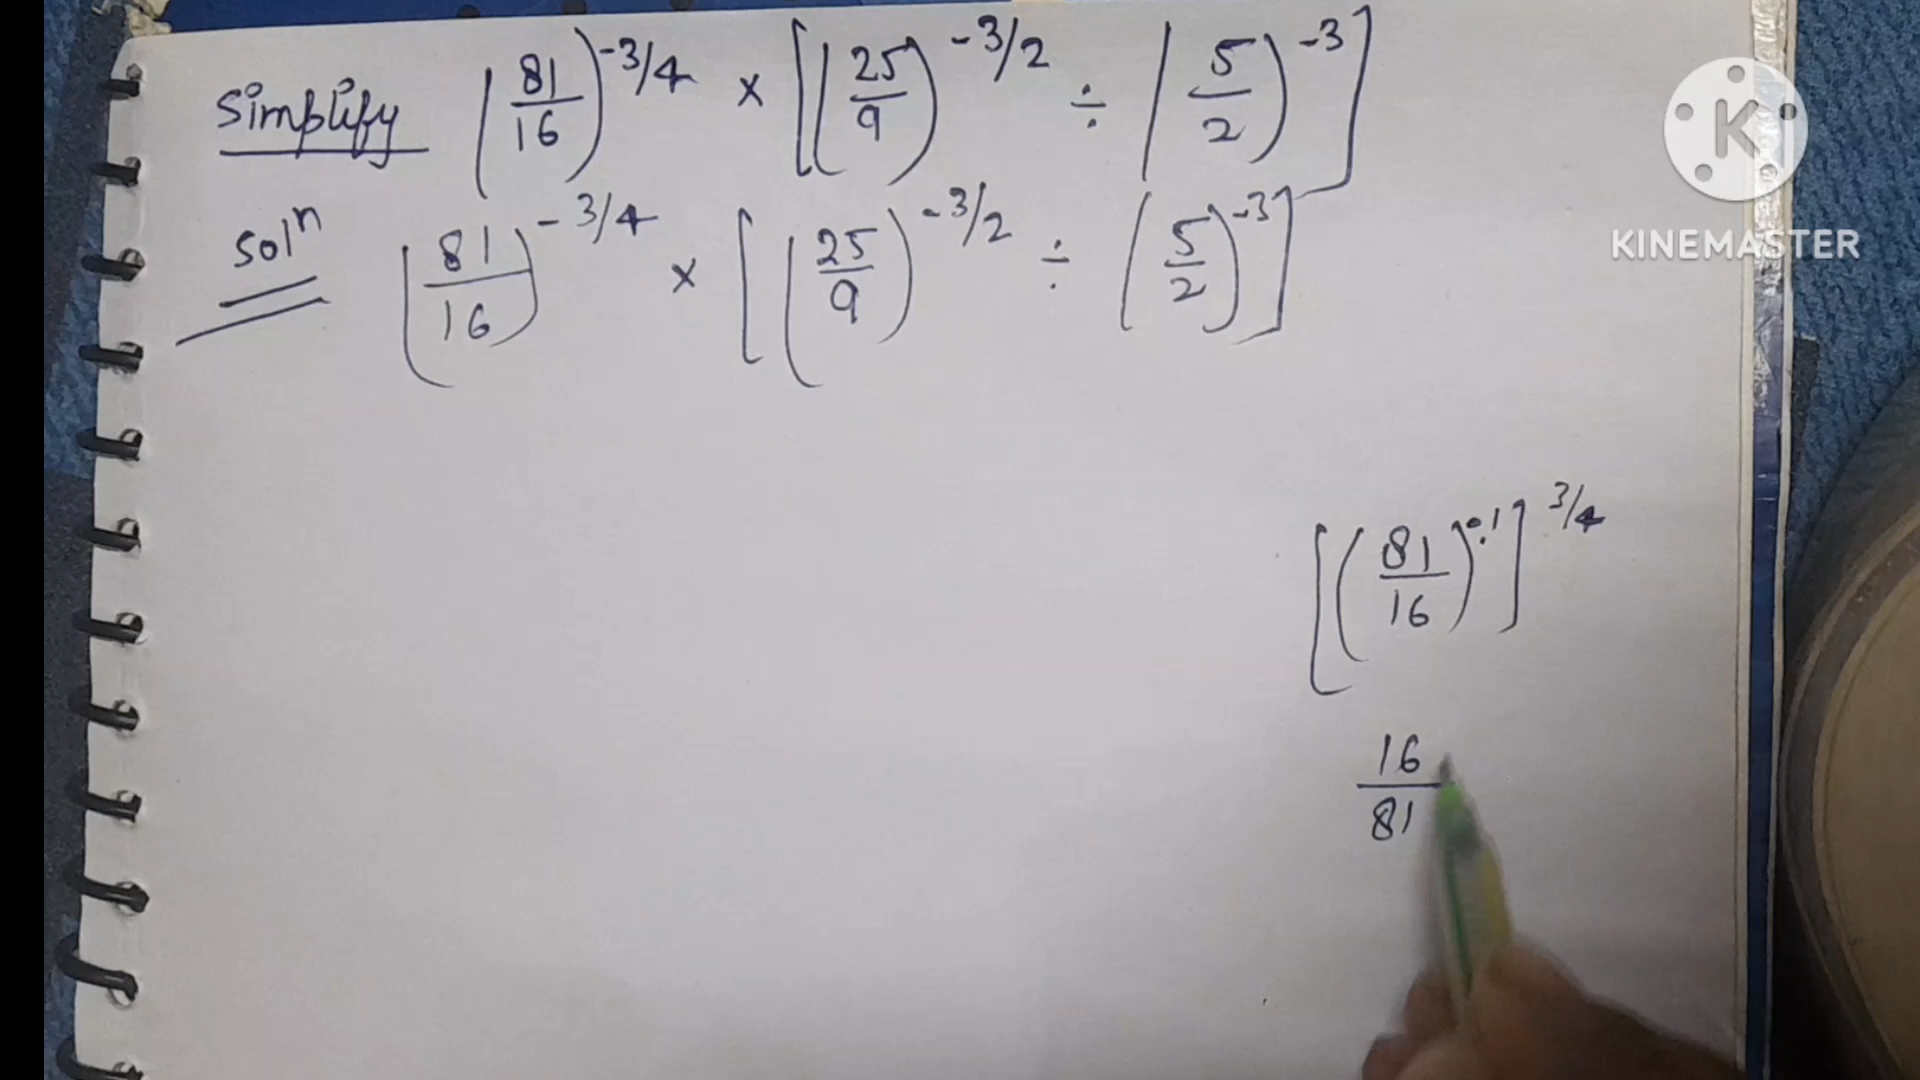 Simplify (81/16)^-3/4 × [(25/9)^-3/2 ÷ (5/2)^-3]
Solⁿ (81/16)^-3/4 × [(25/9)^-3/2 ÷ (5/2)^-3]
K
KINEMASTER
[(81/16)^-1]^3/4
16/81